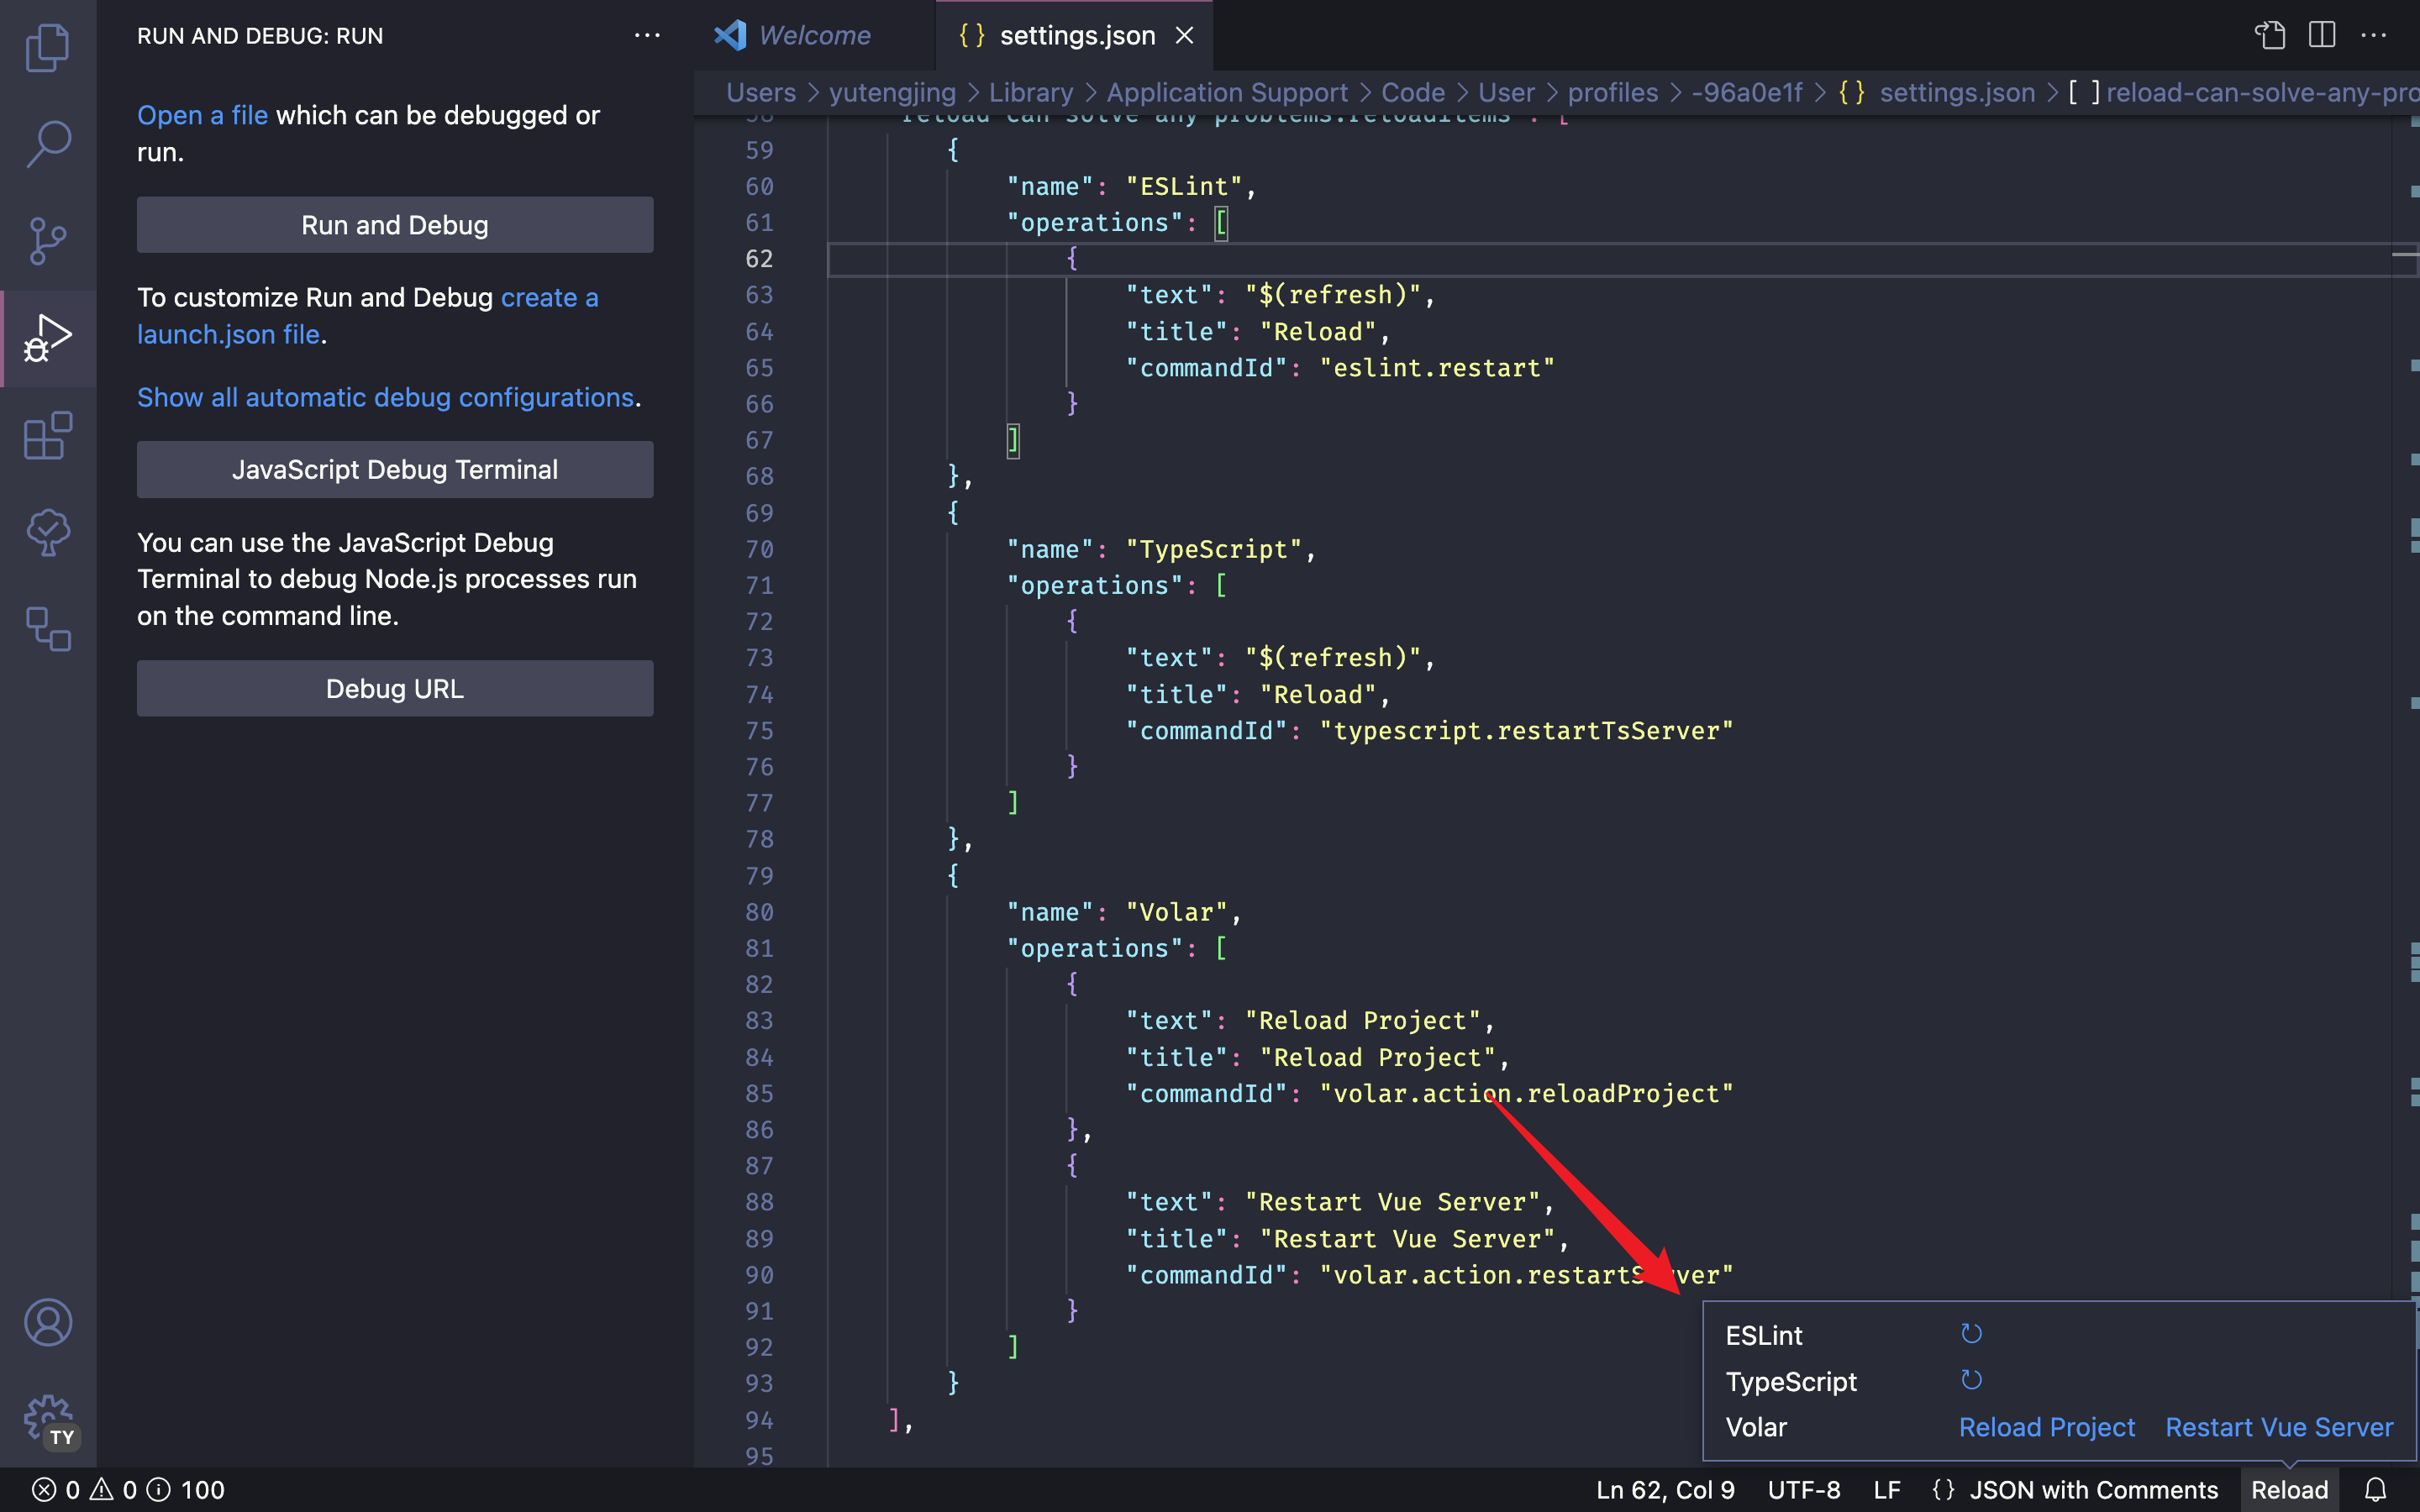 RUN AND DEBUG: RUN
Open a file which can be debugged or
run.
Run and Debug
To customize Run and Debug create a
launch.json file.
Show all automatic debug configurations.
JavaScript Debug Terminal
You can use the JavaScript Debug
Terminal to debug Node.js processes run
on the command line.
Debug URL
TY
Welcome
{} settings.json
Users > yutengjing > Library > Application Support > Code > User > profiles > -96a0e1f > {} settings.json > [ ] reload-can-solve-any-pro
59 {
60 "name": "ESLint",
61 "operations": [
62 {
63 "text": "$(refresh)",
64 "title": "Reload",
65 "commandId": "eslint.restart"
66 }
67 ]
68 },
69 {
70 "name": "TypeScript",
71 "operations": [
72 {
73 "text": "$(refresh)",
74 "title": "Reload",
75 "commandId": "typescript.restartTsServer"
76 }
77 ]
78 },
79 {
80 "name": "Volar",
81 "operations": [
82 {
83 "text": "Reload Project",
84 "title": "Reload Project",
85 "commandId": "volar.action.reloadProject"
86 },
87 {
88 "text": "Restart Vue Server",
89 "title": "Restart Vue Server",
90 "commandId": "volar.action.restartServer"
91 }
92 ]
93 }
94 ],
95
ESLint
TypeScript
Volar Reload Project Restart Vue Server
0 0 100
Ln 62, Col 9 UTF-8 LF {} JSON with Comments Reload